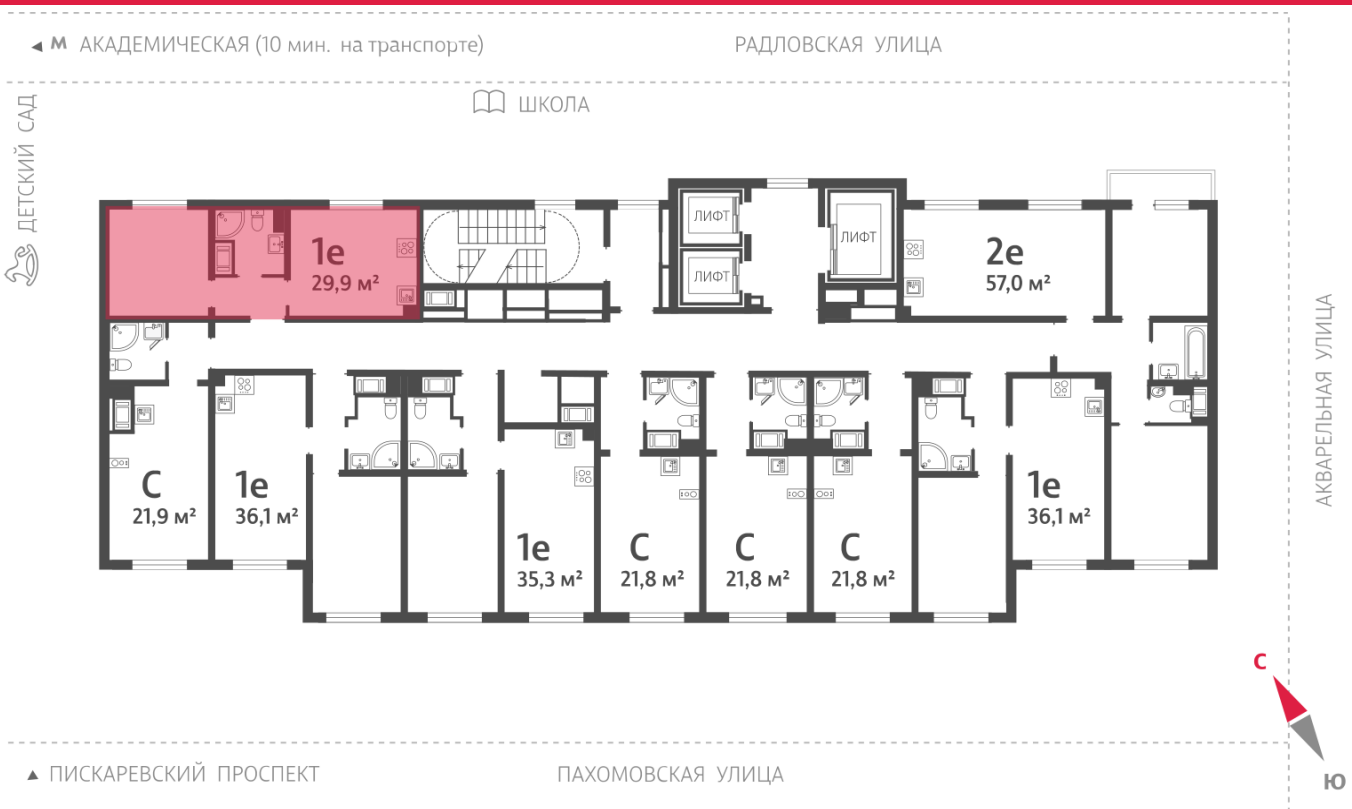 М АКАДЕМИЧЕСКАЯ (10 мин. на транспорте)
РАДЛОВСКАЯ УЛИЦА
ШКОЛА
ДЕТСКИЙ САД
ЛИФТ
ЛИФТ
ЛИФТ
1е
29,9 м²
2е
57,0 м²
АКВАРЕЛЬНАЯ УЛИЦА
С
21,9 м²
1е
36,1 м²
1е
35,3 м²
С
21,8 м²
С
21,8 м²
С
21,8 м²
1е
36,1 м²
С
Ю
ПИСКАРЕВСКИЙ ПРОСПЕКТ
ПАХОМОВСКАЯ УЛИЦА